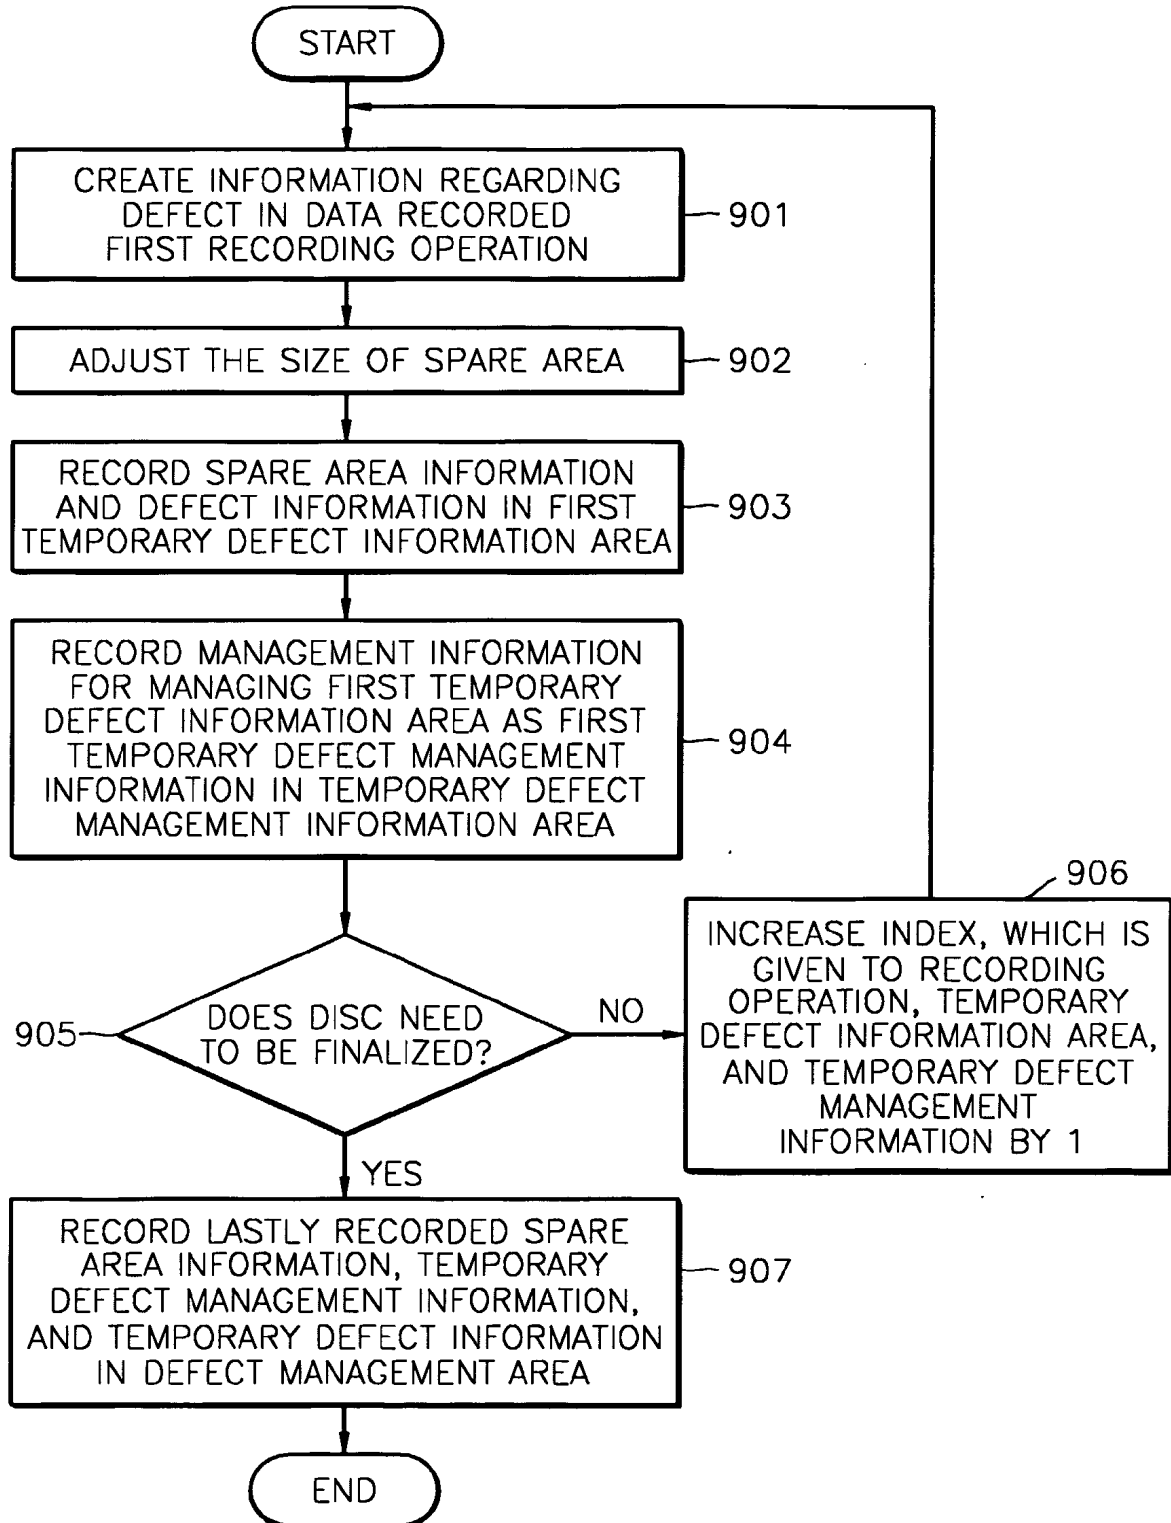 START
CREATE INFORMATION REGARDING
DEFECT IN DATA RECORDED
FIRST RECORDING OPERATION
901
ADJUST THE SIZE OF SPARE AREA
902
RECORD SPARE AREA INFORMATION
AND DEFECT INFORMATION IN FIRST
TEMPORARY DEFECT INFORMATION AREA
903
RECORD MANAGEMENT INFORMATION
FOR MANAGING FIRST TEMPORARY
DEFECT INFORMATION AREA AS FIRST
TEMPORARY DEFECT MANAGEMENT
INFORMATION IN TEMPORARY DEFECT
MANAGEMENT INFORMATION AREA
904
905
DOES DISC NEED
TO BE FINALIZED?
NO
906
INCREASE INDEX, WHICH IS
GIVEN TO RECORDING
OPERATION, TEMPORARY
DEFECT INFORMATION AREA,
AND TEMPORARY DEFECT
MANAGEMENT
INFORMATION BY 1
YES
RECORD LASTLY RECORDED SPARE
AREA INFORMATION, TEMPORARY
DEFECT MANAGEMENT INFORMATION,
AND TEMPORARY DEFECT INFORMATION
IN DEFECT MANAGEMENT AREA
907
END